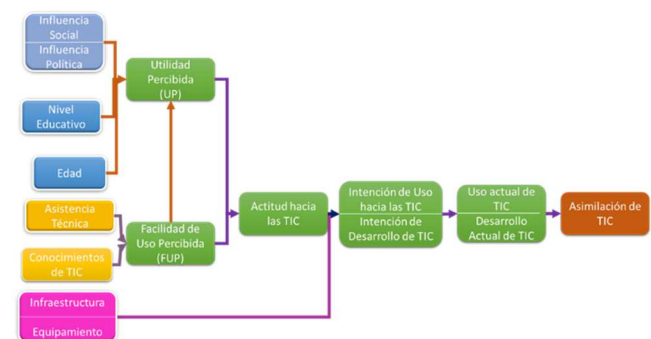 Influencia
Social
Influencia
Política
Nivel
Educativo
Edad
Asistencia
Técnica
Conocimientos
de TIC
Infraestructura
Equipamiento
Utilidad
Percibida
(UP)
Facilidad de
Uso Percibida
(FUP)
Actitud hacia
las TIC
Intención de Uso
hacia las TIC
Intención de
Desarrollo de TIC
Uso actual de
TIC
Desarrollo
Actual de TIC
Asimilación de
TIC